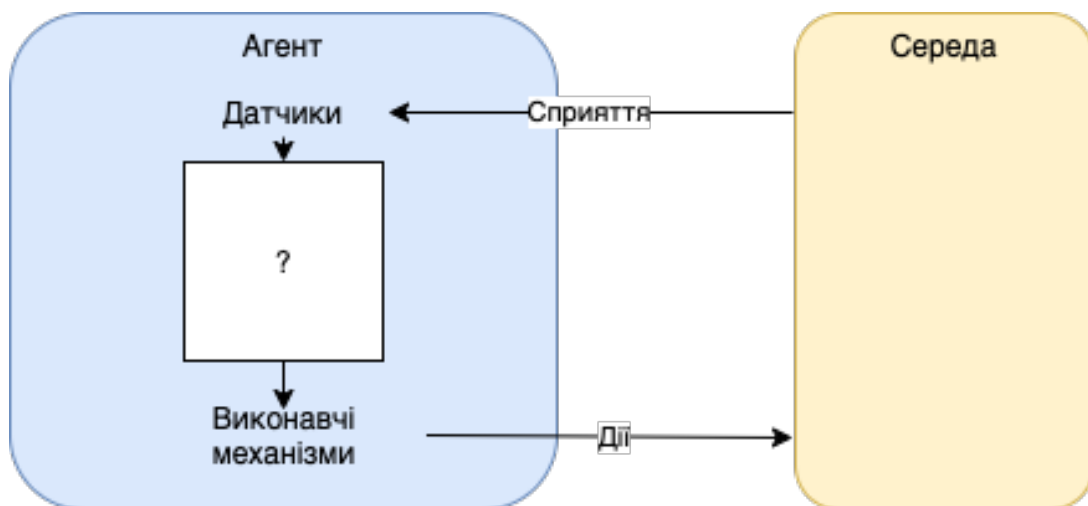 Агент
Середа
Датчики
Сприяття
?
Виконавчі
механізми
Дії